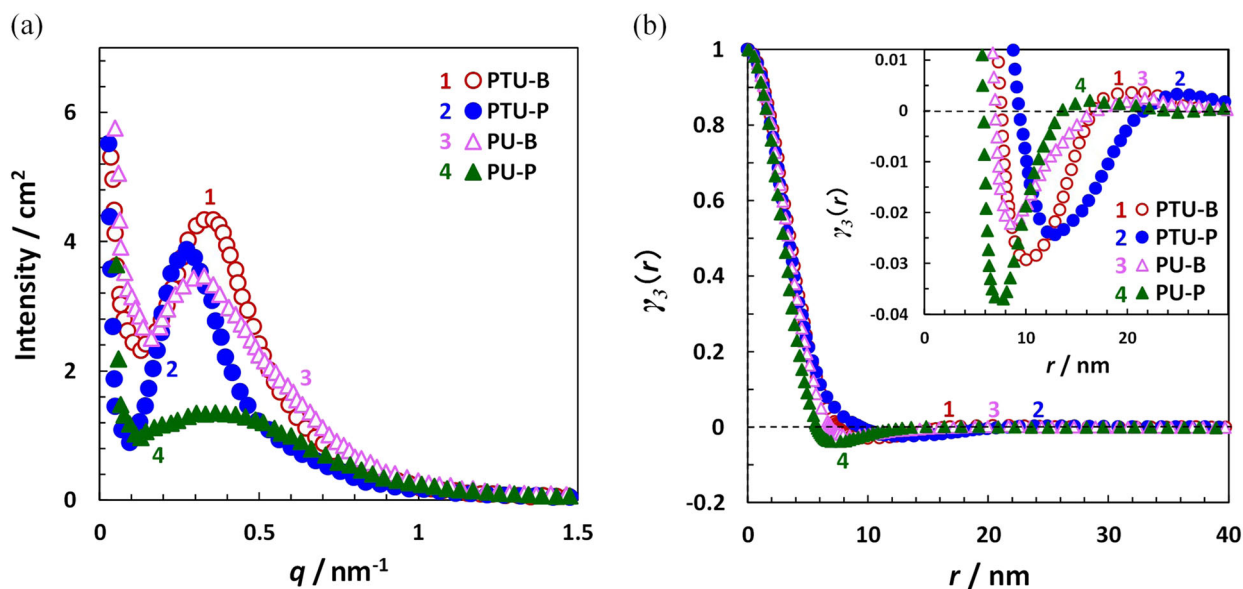 (a)
Intensity / cm²
6
4
2
0
0
0.5
1
1.5
q / nm⁻¹
1 PTU-B
2 PTU-P
3 PU-B
4 PU-P
1
2
3
4
(b)
γ₃(r)
1
0.8
0.6
0.4
0.2
0
-0.2
0
10
20
30
40
r / nm
1
3
2
4
γ₃(r)
0.01
0
-0.01
-0.02
-0.03
-0.04
0
10
20
r / nm
4
1
3
2
1 PTU-B
2 PTU-P
3 PU-B
4 PU-P